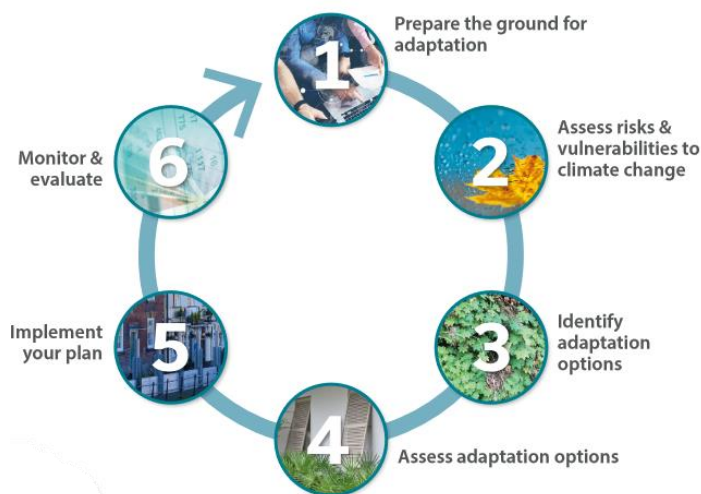 1
Prepare the ground for
adaptation
2
Assess risks &
vulnerabilities to
climate change
3
Identify
adaptation
options
4
Assess adaptation options
5
Implement
your plan
6
Monitor &
evaluate